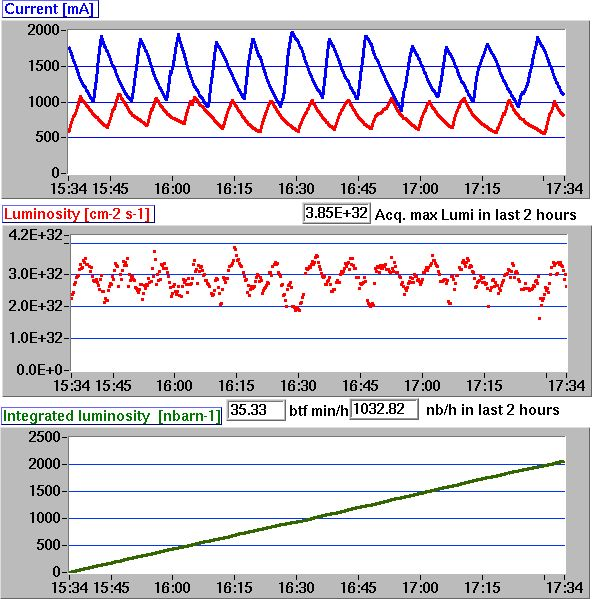 Current [mA]
2000
1500
1000
500
0
15:34 15:45 16:00 16:15 16:30 16:45 17:00 17:15 17:34
Luminosity [cm-2 s-1] 3.85E+32 Acq. max Lumi in last 2 hours
4.2E+32
3.0E+32
2.0E+32
1.0E+32
0.0E+0
15:34 15:45 16:00 16:15 16:30 16:45 17:00 17:15 17:34
Integrated luminosity [nbarn-1] 35.33 btf min/h 1032.82 nb/h in last 2 hours
2500
2000
1500
1000
500
0
15:34 15:45 16:00 16:15 16:30 16:45 17:00 17:15 17:34